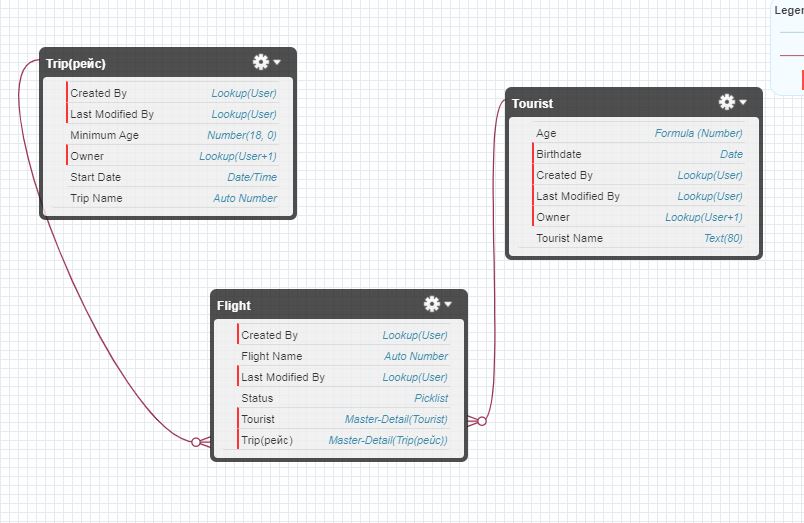 Legen
Trip(рейс)
Created By Lookup(User)
Last Modified By Lookup(User)
Minimum Age Number(18, 0)
Owner Lookup(User+1)
Start Date Date/Time
Trip Name Auto Number
Tourist
Age Formula (Number)
Birthdate Date
Created By Lookup(User)
Last Modified By Lookup(User)
Owner Lookup(User+1)
Tourist Name Text(80)
Flight
Created By Lookup(User)
Flight Name Auto Number
Last Modified By Lookup(User)
Status Picklist
Tourist Master-Detail(Tourist)
Trip(рейс) Master-Detail(Trip(рейс))